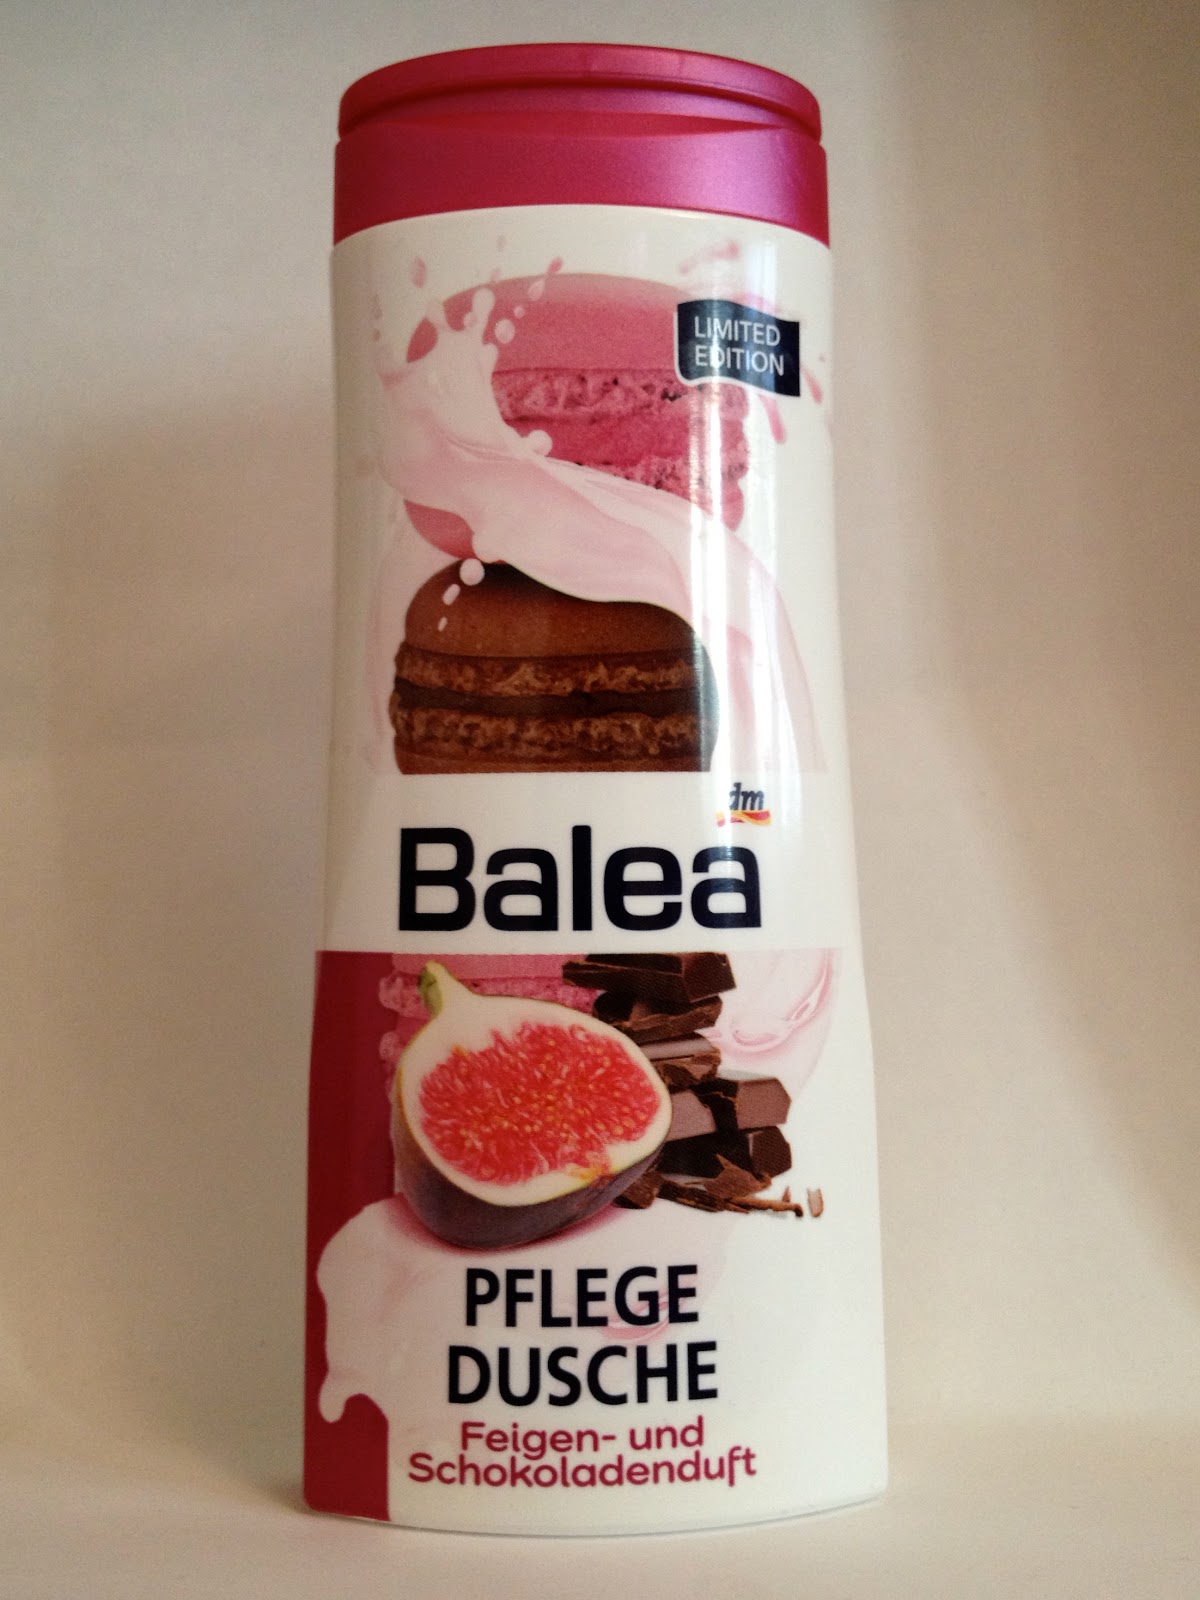 LIMITED
EDITION
dm
Balea
PFLEGE
DUSCHE
Feigen- und
Schokoladenduft